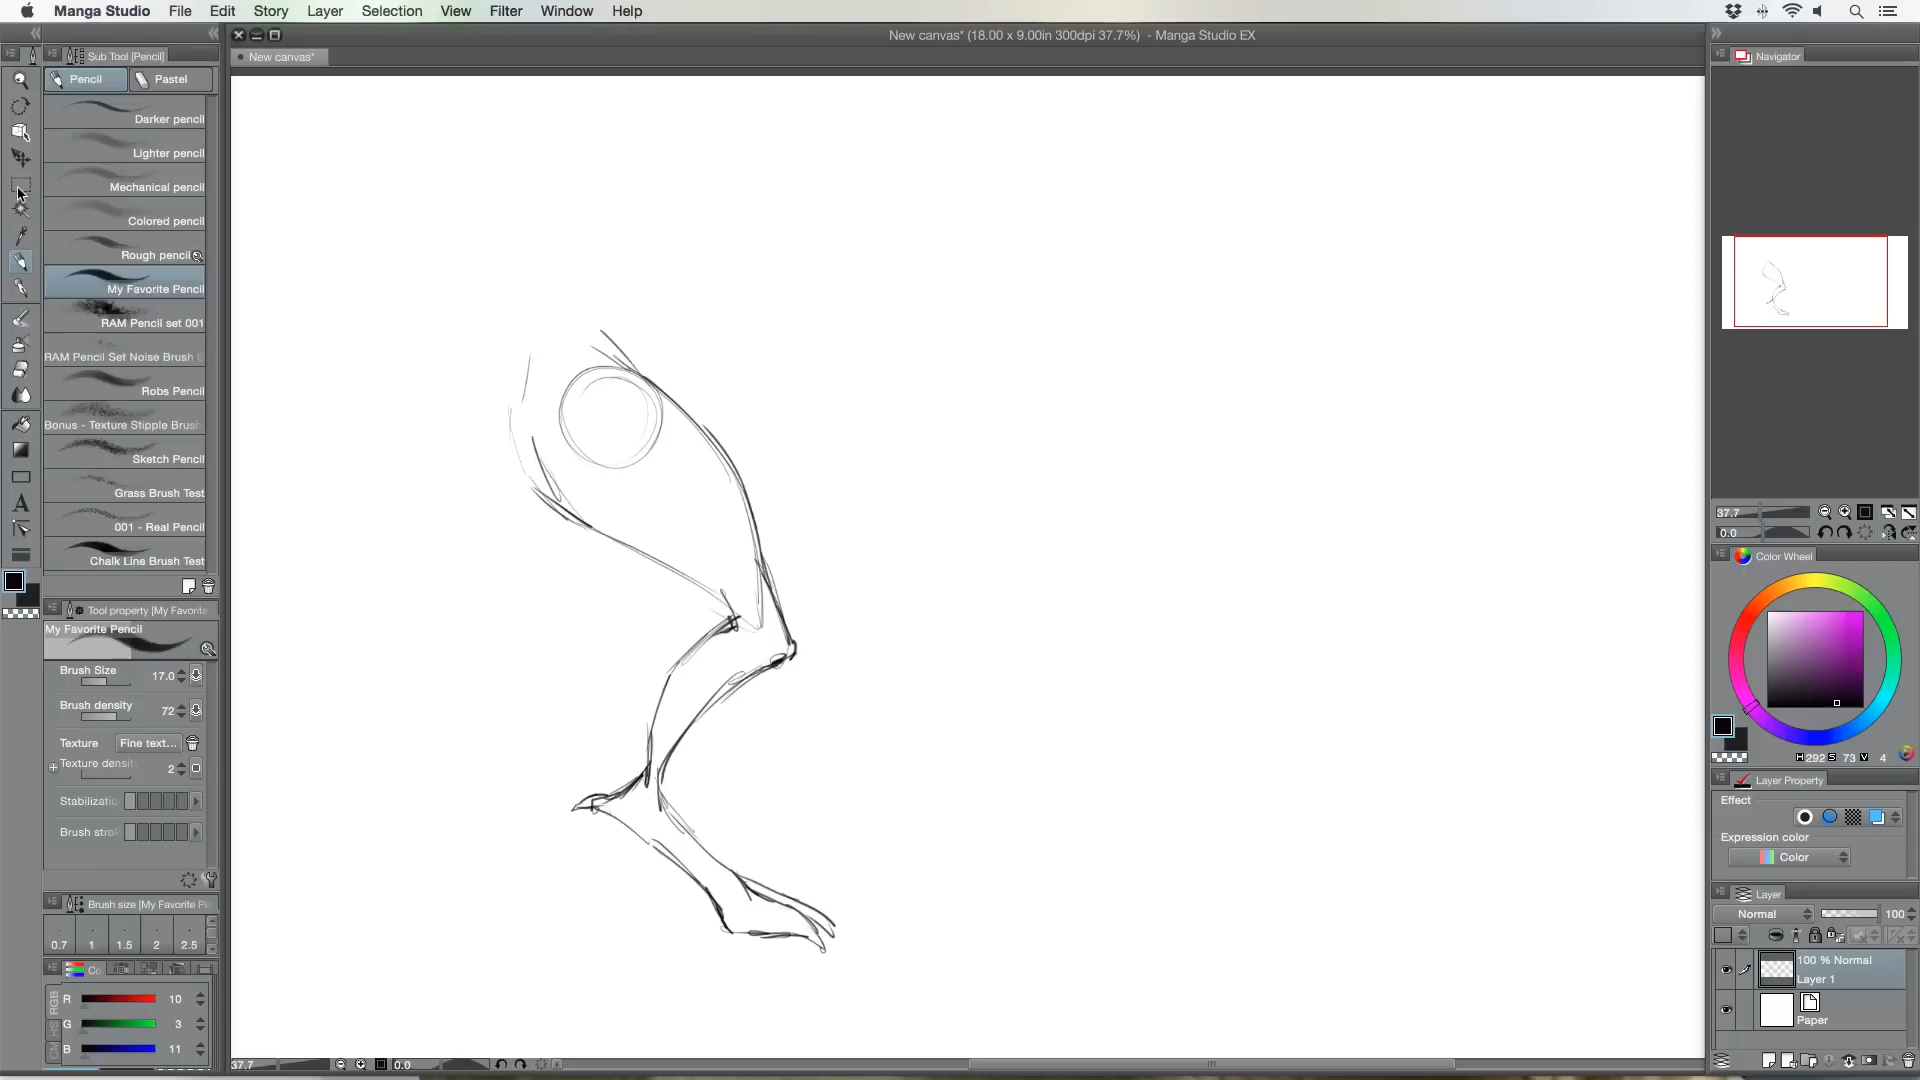 Manga Studio File Edit Story Layer Selection View Filter Window Help
New canvas* (18.00 x 9.00in 300dpi 37.7%) - Manga Studio EX
Sub Tool [Pencil]
New canvas*
Navigator
Pencil Pastel
Darker pencil
Lighter pencil
Mechanical pencil
Colored pencil
Rough pencil
My Favorite Pencil
RAM Pencil set 001
RAM Pencil Set Noise Brush
Robs Pencil
Bonus - Texture Stipple Brush
Sketch Pencil
Grass Brush Test
001 - Real Pencil
Chalk Line Brush Test
A
Tool property [My Favorite
My Favorite Pencil
Brush Size 17.0
Brush density 72
Texture Fine text...
Texture densit 2
Stabilizatio
Brush strok
Brush size [My Favorite Pe
0.7 1 1.5 2 2.5
Co
RGB
R 10
G 3
B 11
37.7 0.0
37.7
0.0
Color Wheel
H 292 S 73 V 4
Layer Property
Effect
Expression color
Color
Layer
Normal 100
100 % Normal
Layer 1
Paper